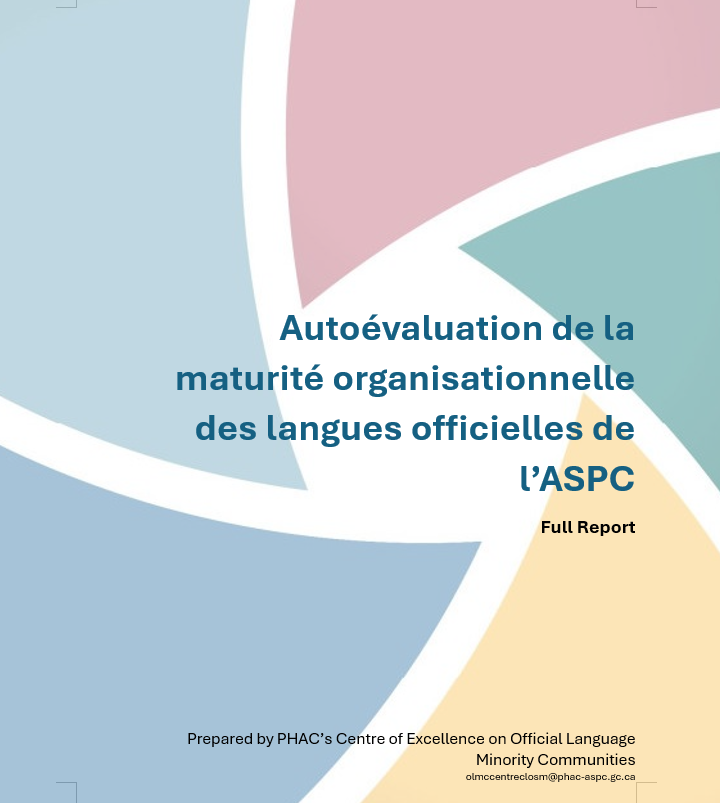 Autoévaluation de la
maturité organisationnelle
des langues officielles de
l’ASPC
Full Report
Prepared by PHAC’s Centre of Excellence on Official Language
Minority Communities
olmccentreclosm@phac-aspc.gc.ca